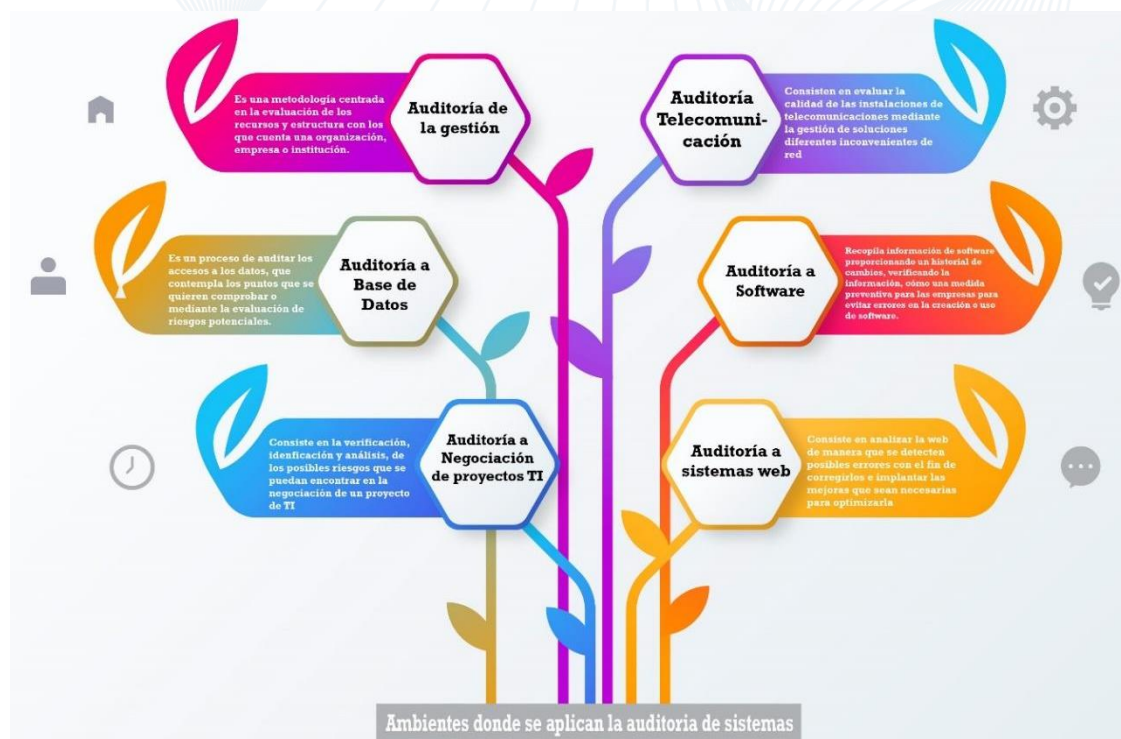 Auditoría de
la gestión
Es una metodología centrada
en la evaluación de los
recursos y estructura con los
que cuenta una organización,
empresa o institución.
Auditoría
Telecomuni-
cación
Consisten en evaluar la
calidad de las instalaciones de
telecomunicaciones mediante
la gestión de soluciones
diferentes inconvenientes de
red
Auditoría a
Base de
Datos
Es un proceso de auditar los
accesos a los datos, que
contempla los puntos que se
quieren comprobar o
mediante la evaluación de
riesgos potenciales.
Auditoría a
Software
Recopila información de software
proporcionando un historial de
cambios, verificando la
información, cómo una medida
preventiva para las empresas para
evitar errores en la creación o uso
de software.
Auditoría a
Negociación
de proyectos TI
Consiste en la verificación,
idenficación y análisis, de
los posibles riesgos que se
puedan encontrar en la
negociación de un proyecto
de TI
Auditoría a
sistemas web
Consiste en analizar la web
de manera que se detecten
posibles errores con el fin de
corregirlos e implantar las
mejoras que sean necesarias
para optimizarla
Ambientes donde se aplican la auditoria de sistemas